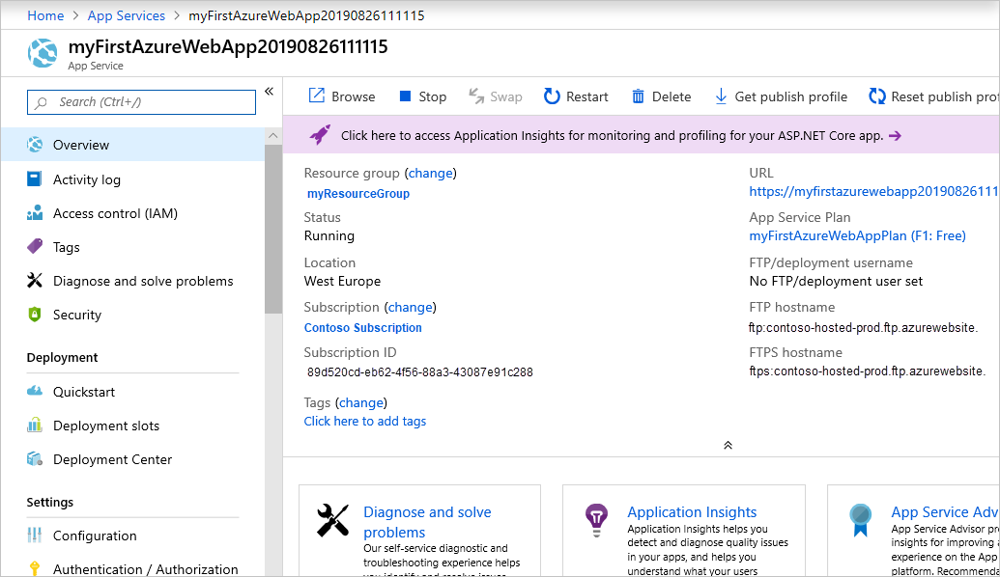 Home > App Services > myFirstAzureWebApp20190826111115
myFirstAzureWebApp20190826111115
App Service
Search (Ctrl+/)
Overview
Activity log
Access control (IAM)
Tags
Diagnose and solve problems
Security
Deployment
Quickstart
Deployment slots
Deployment Center
Settings
Configuration
Authentication / Authorization
Browse Stop Swap Restart Delete Get publish profile Reset publish prof
Click here to access Application Insights for monitoring and profiling for your ASP.NET Core app. →
Resource group (change)
myResourceGroup
Status
Running
Location
West Europe
Subscription (change)
Contoso Subscription
Subscription ID
89d520cd-eb62-4f56-88a3-43087e91c288
Tags (change)
Click here to add tags
URL
https://myfirstazurewebapp20190826111
App Service Plan
myFirstAzureWebAppPlan (F1: Free)
FTP/deployment username
No FTP/deployment user set
FTP hostname
ftp:contoso-hosted-prod.ftp.azurewebsite.
FTPS hostname
ftps:contoso-hosted-prod.ftp.azurewebsite.
Diagnose and solve
problems
Our self-service diagnostic and
troubleshooting experience helps
you identify and resolve issues
Application Insights
Application Insights helps you
detect and diagnose quality issues
in your apps, and helps you
understand what your users
App Service Adv
App Service Advisor pro
insights for improving a
experience on the App
platform. Recommenda